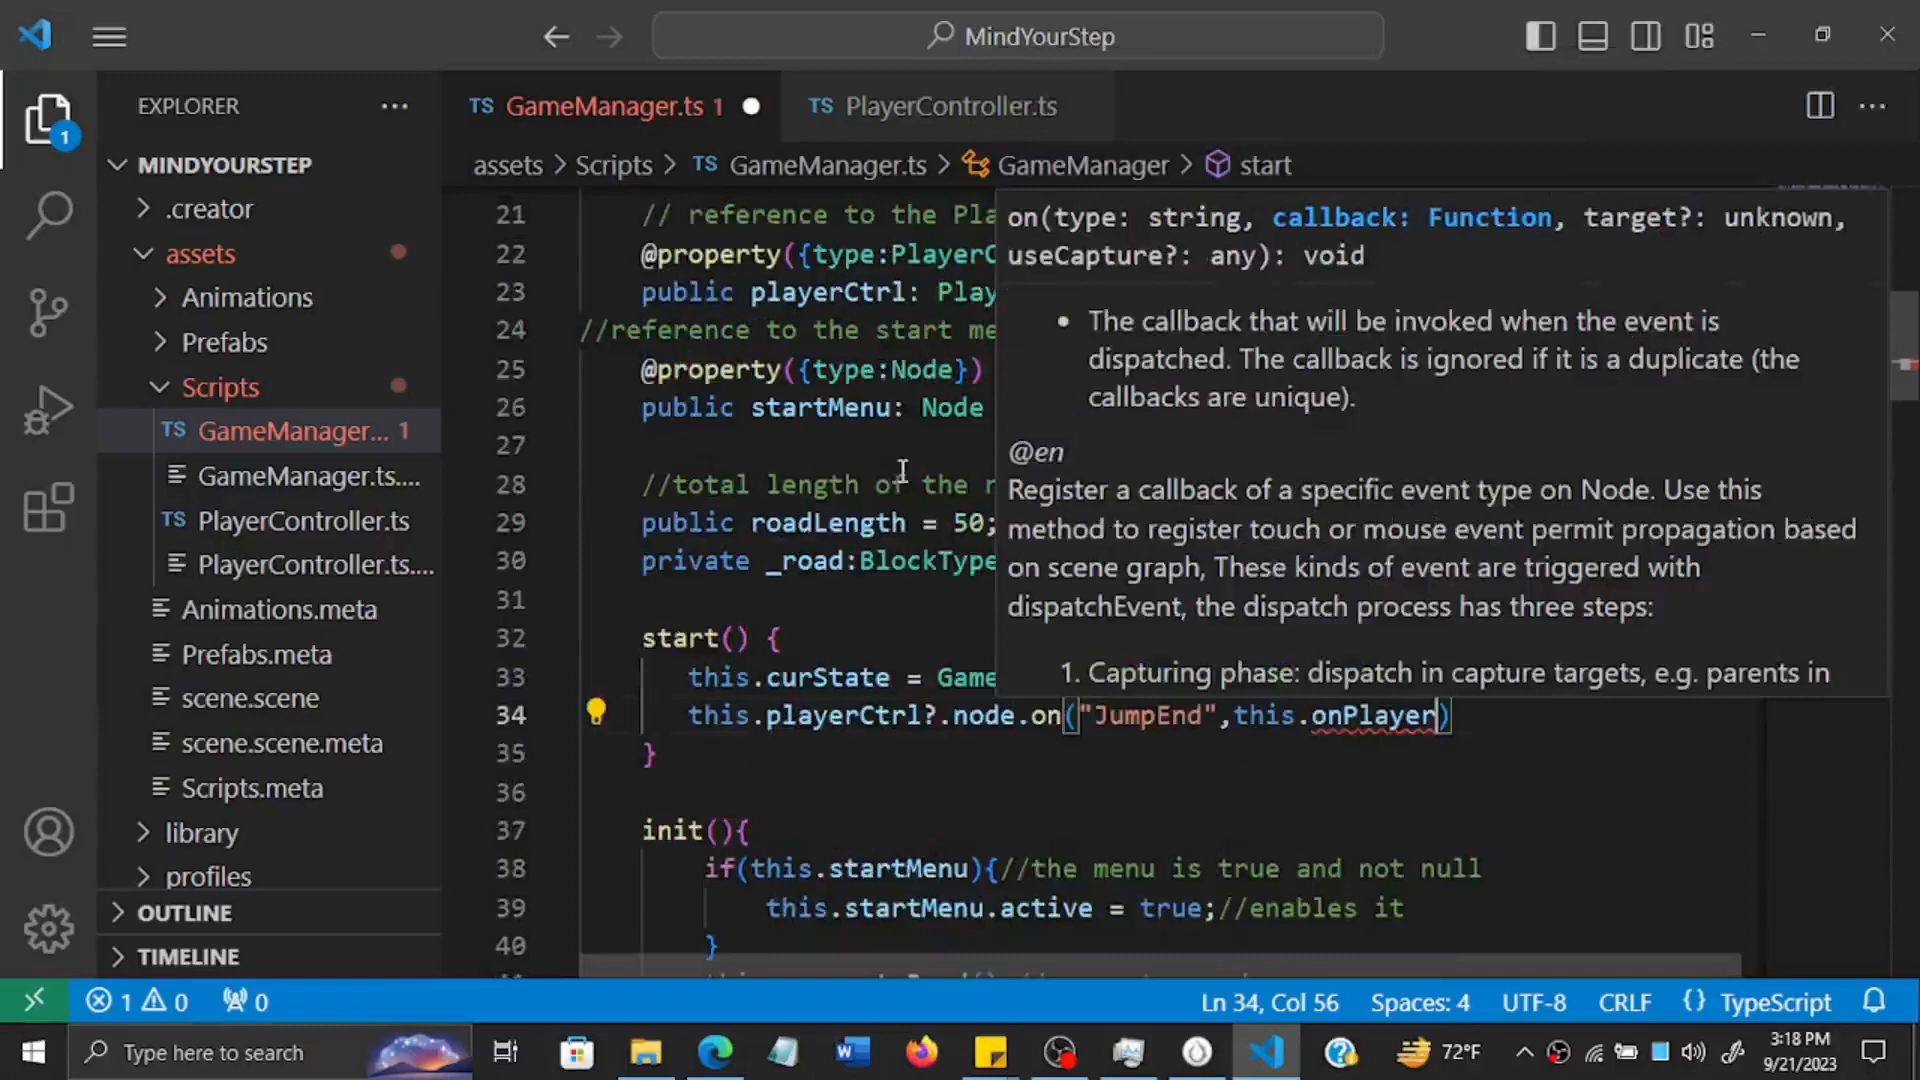 MindYourStep
EXPLORER
TS GameManager.ts 1
TS PlayerController.ts
assets > Scripts > TS GameManager.ts > GameManager > start
1
MINDYOURSTEP
.creator
assets
Animations
Prefabs
Scripts
TS GameManager... 1
GameManager.ts....
TS PlayerController.ts
PlayerController.ts....
Animations.meta
Prefabs.meta
scene.scene
scene.scene.meta
Scripts.meta
library
profiles
OUTLINE
TIMELINE
21 // reference to the Pla
22 @property({type:PlayerC
23 public playerCtrl: Play
24 //reference to the start me
25 @property({type:Node})
26 public startMenu: Node
27
28 //total length of the r
29 public roadLength = 50;
30 private _road:BlockType
31
32 start() {
33 this.curState = Game
34 this.playerCtrl?.node.on("JumpEnd",this.onPlayer)
35 }
36
37 init(){
38 if(this.startMenu){//the menu is true and not null
39 this.startMenu.active = true;//enables it
40 }
on(type: string, callback: Function, target?: unknown,
useCapture?: any): void
• The callback that will be invoked when the event is
dispatched. The callback is ignored if it is a duplicate (the
callbacks are unique).
@en
Register a callback of a specific event type on Node. Use this
method to register touch or mouse event permit propagation based
on scene graph, These kinds of event are triggered with
dispatchEvent, the dispatch process has three steps:
1. Capturing phase: dispatch in capture targets, e.g. parents in
1 0 0
Ln 34, Col 56 Spaces: 4 UTF-8 CRLF {} TypeScript
Type here to search
72°F
3:18 PM
9/21/2023